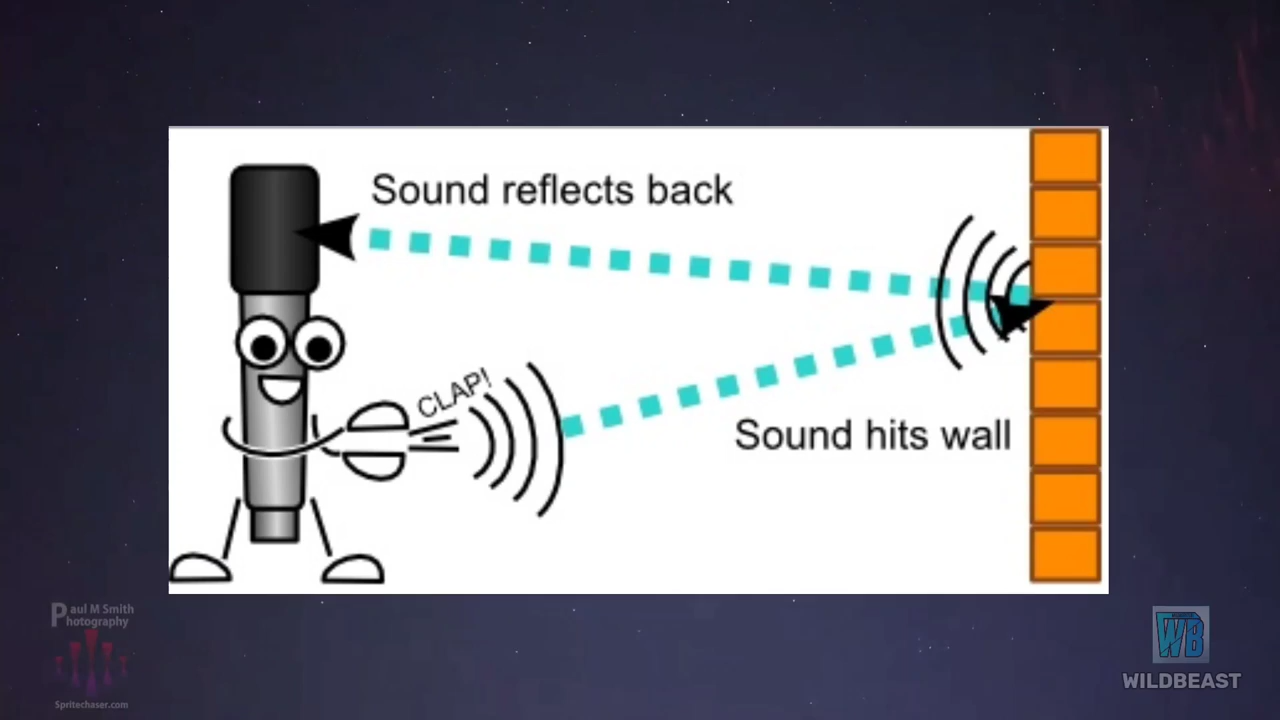 Sound reflects back
CLAP!
Sound hits wall
Paul M Smith
Photography
Spritechaser.com
WB
WILDBEAST